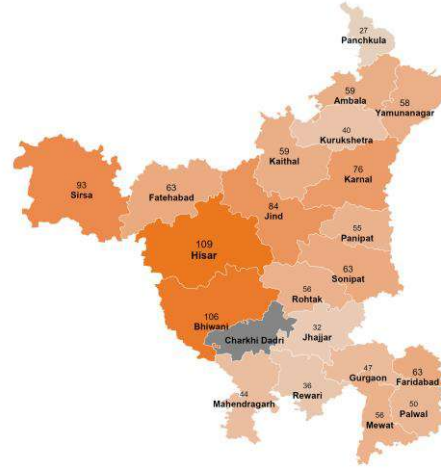 27
Panchkula
59
Ambala
58
Yamunanagar
40
Kurukshetra
59
Kaithal
76
Karnal
93
Sirsa
63
Fatehabad
84
Jind
55
Panipat
109
Hisar
63
Sonipat
56
Rohtak
106
Bhiwani
Charkhi Dadri
32
Jhajjar
47
Gurgaon
63
Faridabad
44
Mahendragarh
36
Rewari
50
Palwal
56
Mewat